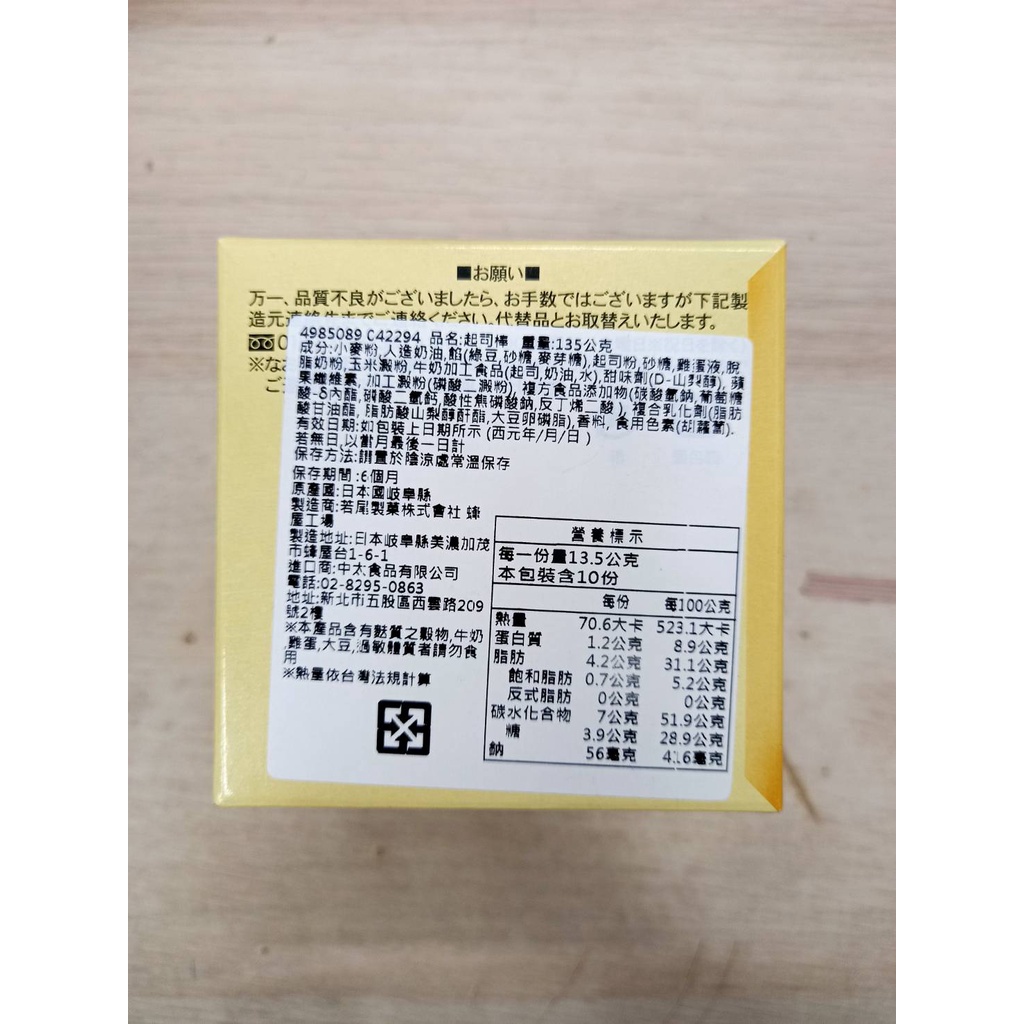 ■お願い■
万一、品質不良がございましたら、お手数ではございますが下記製
造元連絡先までご連絡ください。代替品とお取替えいたします。
※なお
4985089 042294 品名:起司棒 重量:135公克
成分:小麥粉,人造奶油,餡(綠豆,砂糖,麥芽糖),起司粉,砂糖,雞蛋液,脫
脂奶粉,玉米澱粉,牛奶加工食品(起司,奶油,水),甜味劑(D-山梨醇),蘋
果纖維素, 加工澱粉(磷酸二澱粉), 複方食品添加物(碳酸氫鈉,葡萄糖
酸-δ內酯,磷酸二氫鈣,酸性焦磷酸鈉,反丁烯二酸), 複合乳化劑(脂肪
酸甘油酯, 脂肪酸山梨醇酐酯,大豆卵磷脂),香料, 食用色素(胡蘿蔔).
有效日期:如包裝上日期所示 (西元年/月/日 )
若無日,以當月最後一日計
保存方法:請置於陰涼處常溫保存
保存期間:6個月
原產國:日本國岐阜縣
製造商:若尾製菓株式會社 蜂
屋工場
製造地址:日本岐阜縣美濃加茂
市蜂屋台1-6-1
進口商:中太食品有限公司
電話:02-8295-0863
地址:新北市五股區西雲路209
號2樓
※本產品含有麩質之穀物,牛奶
,雞蛋,大豆,過敏體質者請勿食
用
※熱量依台灣法規計算
營養標示
每一份量13.5公克
本包裝含10份
每份 每100公克
熱量 70.6大卡 523.1大卡
蛋白質 1.2公克 8.9公克
脂肪 4.2公克 31.1公克
飽和脂肪 0.7公克 5.2公克
反式脂肪 0公克 0公克
碳水化合物 7公克 51.9公克
糖 3.9公克 28.9公克
鈉 56毫克 416毫克